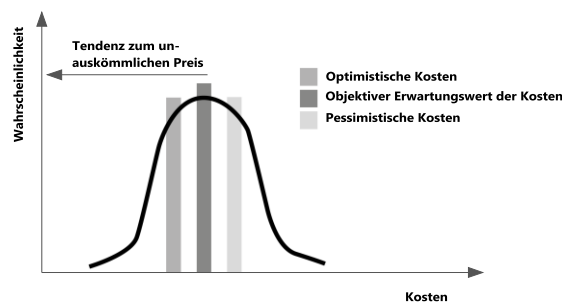 Wahrscheinlichkeit
Tendenz zum un-
auskömmlichen Preis
Optimistische Kosten
Objektiver Erwartungswert der Kosten
Pessimistische Kosten
Kosten